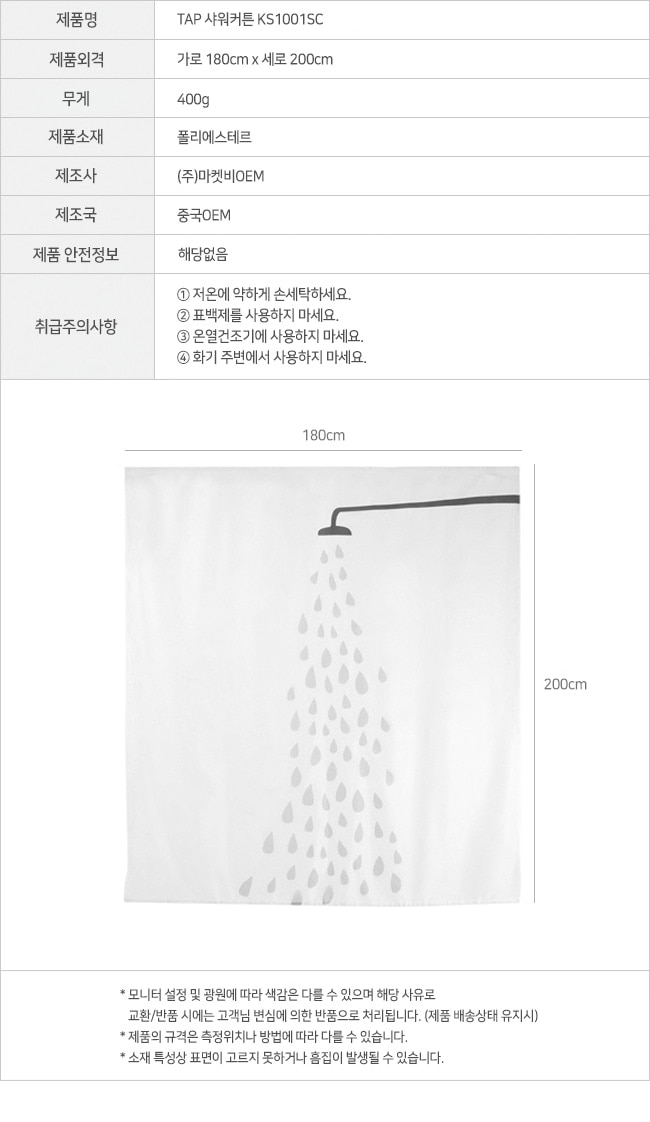 제품명 TAP 샤워커튼 KS1001SC
제품외격 가로 180cm x 세로 200cm
무게 400g
제품소재 폴리에스테르
제조사 (주)마켓비OEM
제조국 중국OEM
제품 안전정보 해당없음
취급주의사항
① 저온에 약하게 손세탁하세요.
② 표백제를 사용하지 마세요.
③ 온열건조기에 사용하지 마세요.
④ 화기 주변에서 사용하지 마세요.
180cm
200cm
* 모니터 설정 및 광원에 따라 색감은 다를 수 있으며 해당 사유로
교환/반품 시에는 고객님 변심에 의한 반품으로 처리됩니다. (제품 배송상태 유지시)
* 제품의 규격은 측정위치나 방법에 따라 다를 수 있습니다.
* 소재 특성상 표면이 고르지 못하거나 흠집이 발생될 수 있습니다.